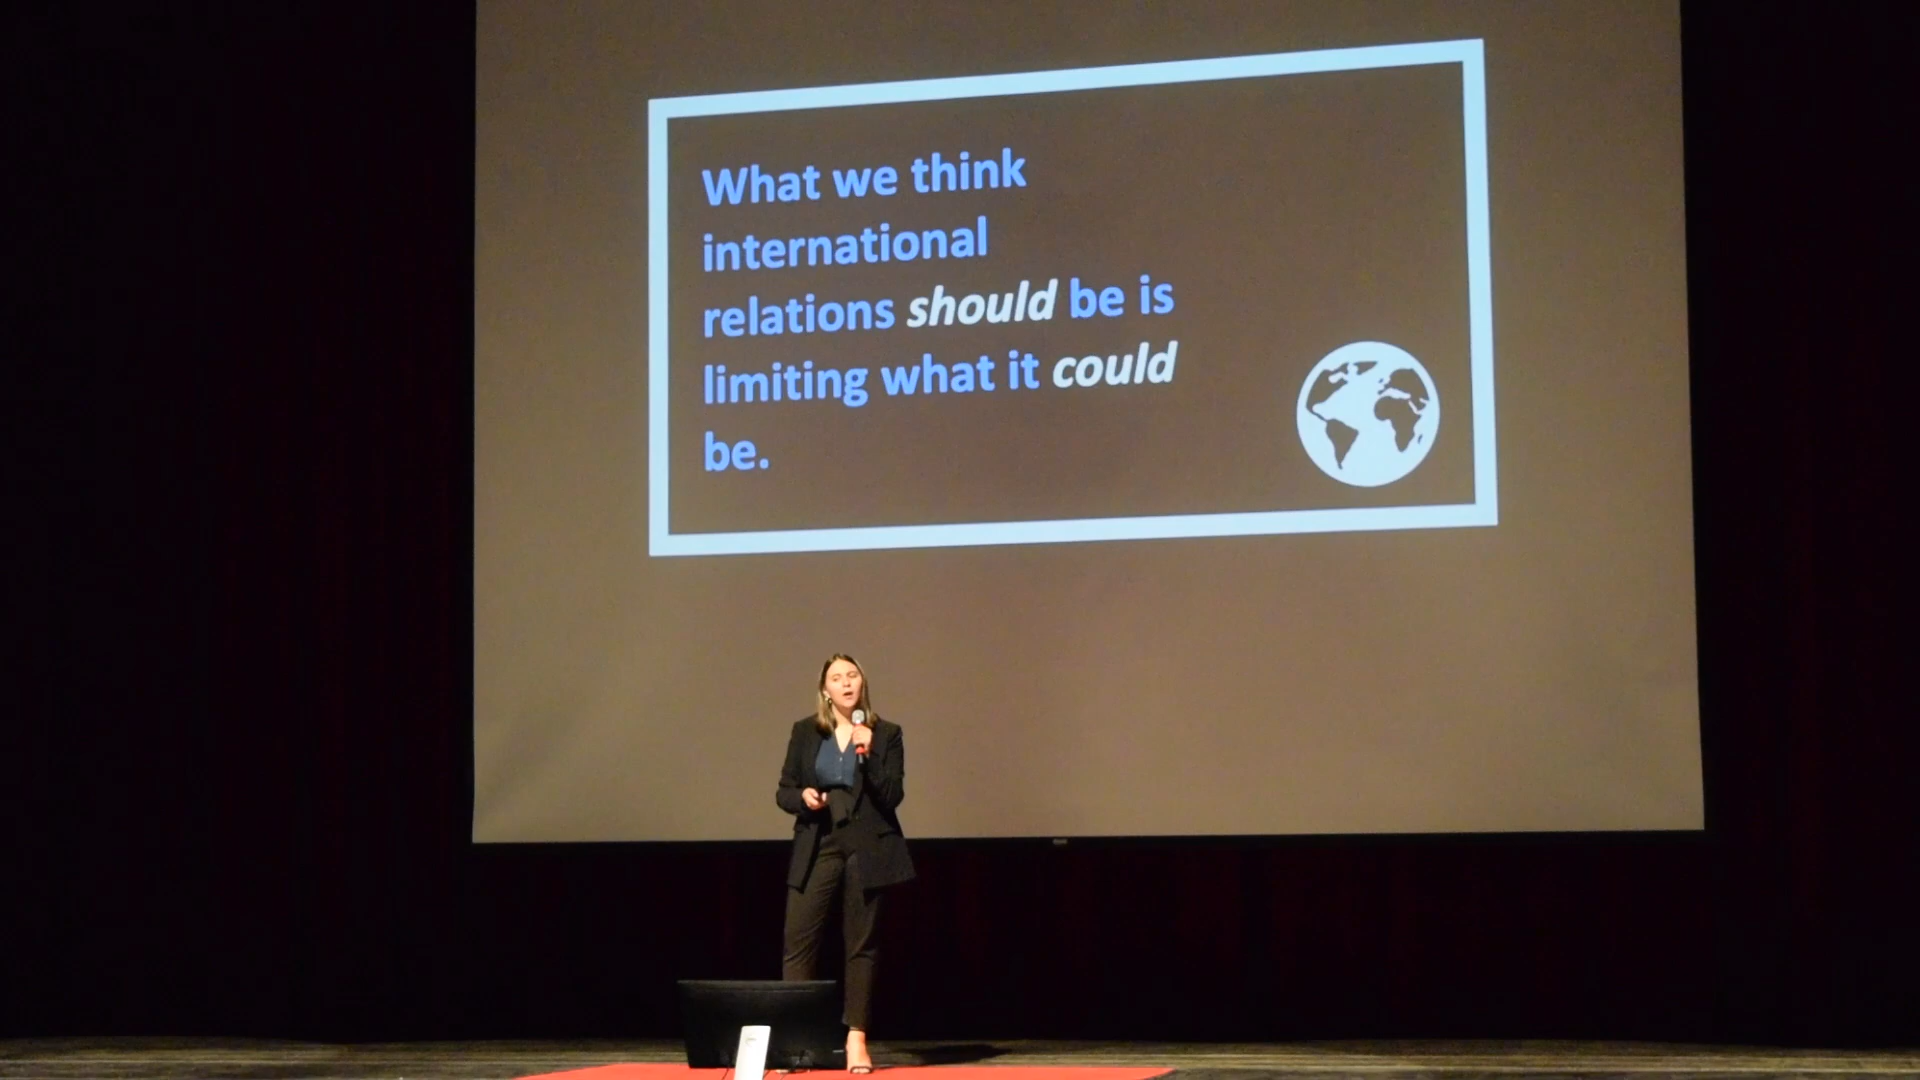 What we think
international
relations should be is
limiting what it could
be.